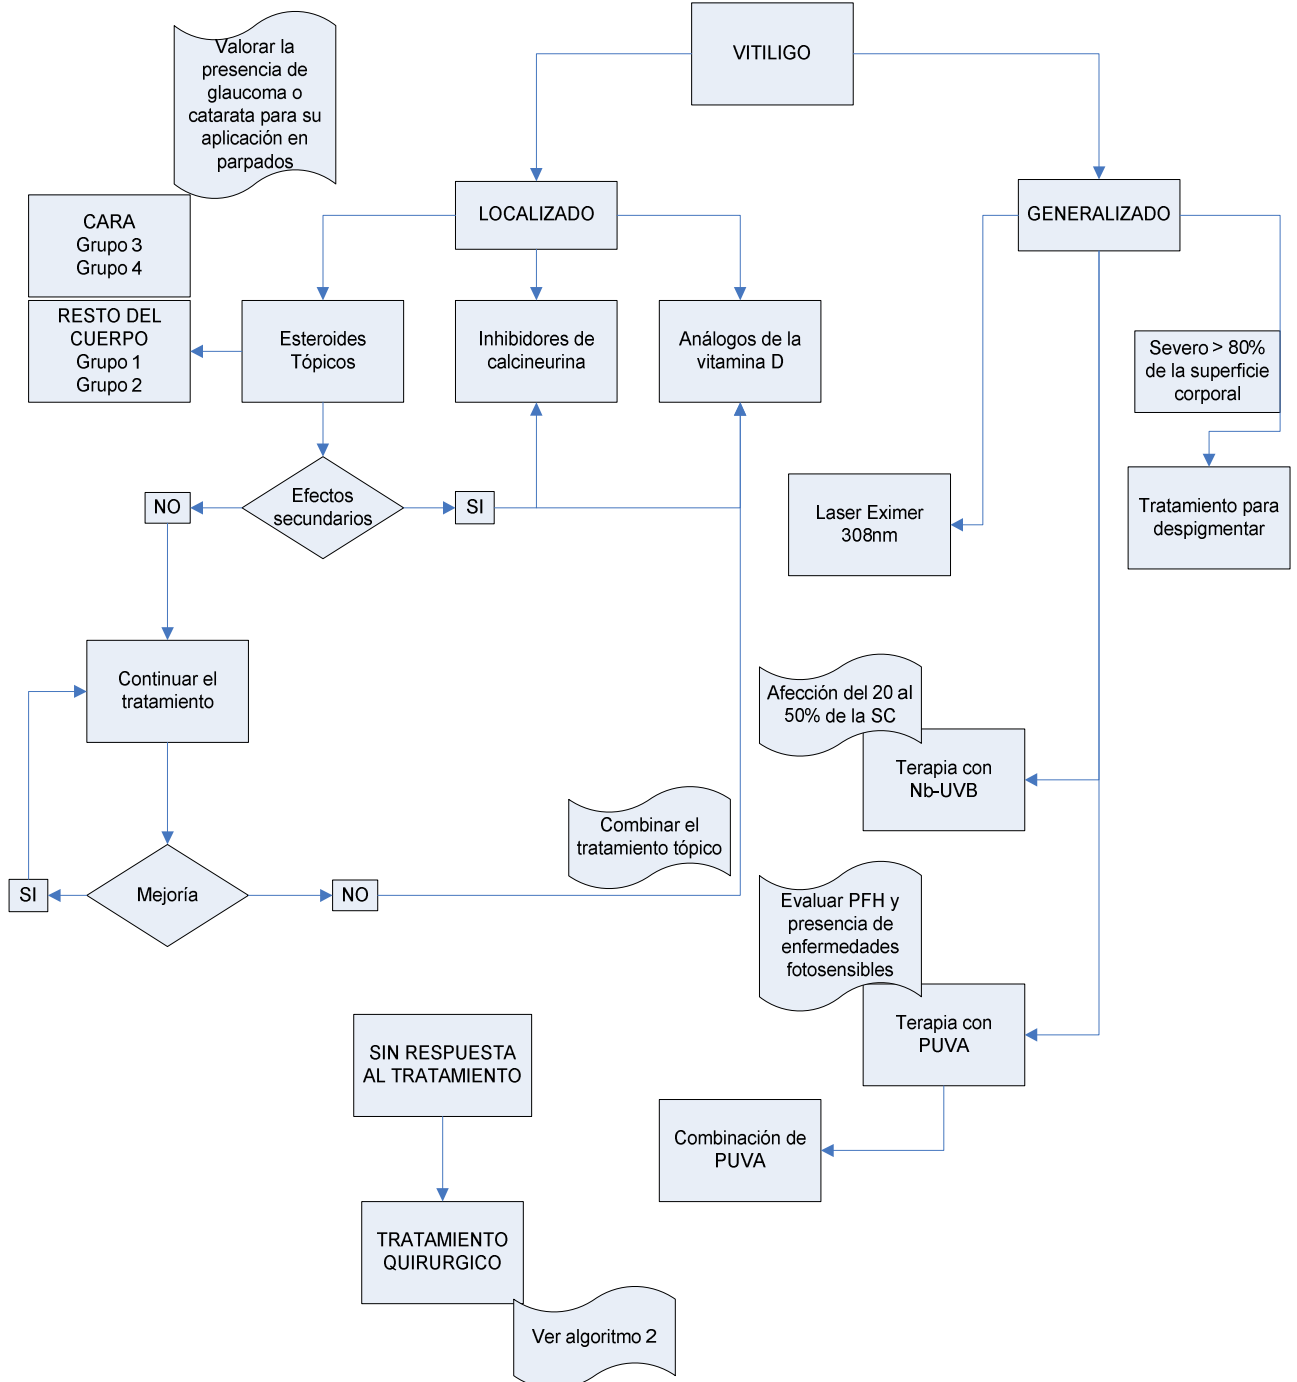 Valorar la
presencia de
glaucoma o
catarata para su
aplicación en
parpados
VITILIGO
CARA
Grupo 3
Grupo 4
LOCALIZADO
GENERALIZADO
RESTO DEL
CUERPO
Grupo 1
Grupo 2
Esteroides
Tópicos
Inhibidores de
calcineurina
Análogos de la
vitamina D
Severo > 80%
de la superficie
corporal
NO
Efectos
secundarios
SI
Laser Eximer
308nm
Tratamiento para
despigmentar
Continuar el
tratamiento
Afección del 20 al
50% de la SC
Terapia con
Nb-UVB
Combinar el
tratamiento tópico
SI
Mejoría
NO
Evaluar PFH y
presencia de
enfermedades
fotosensibles
Terapia con
PUVA
SIN RESPUESTA
AL TRATAMIENTO
Combinación de
PUVA
TRATAMIENTO
QUIRURGICO
Ver algoritmo 2